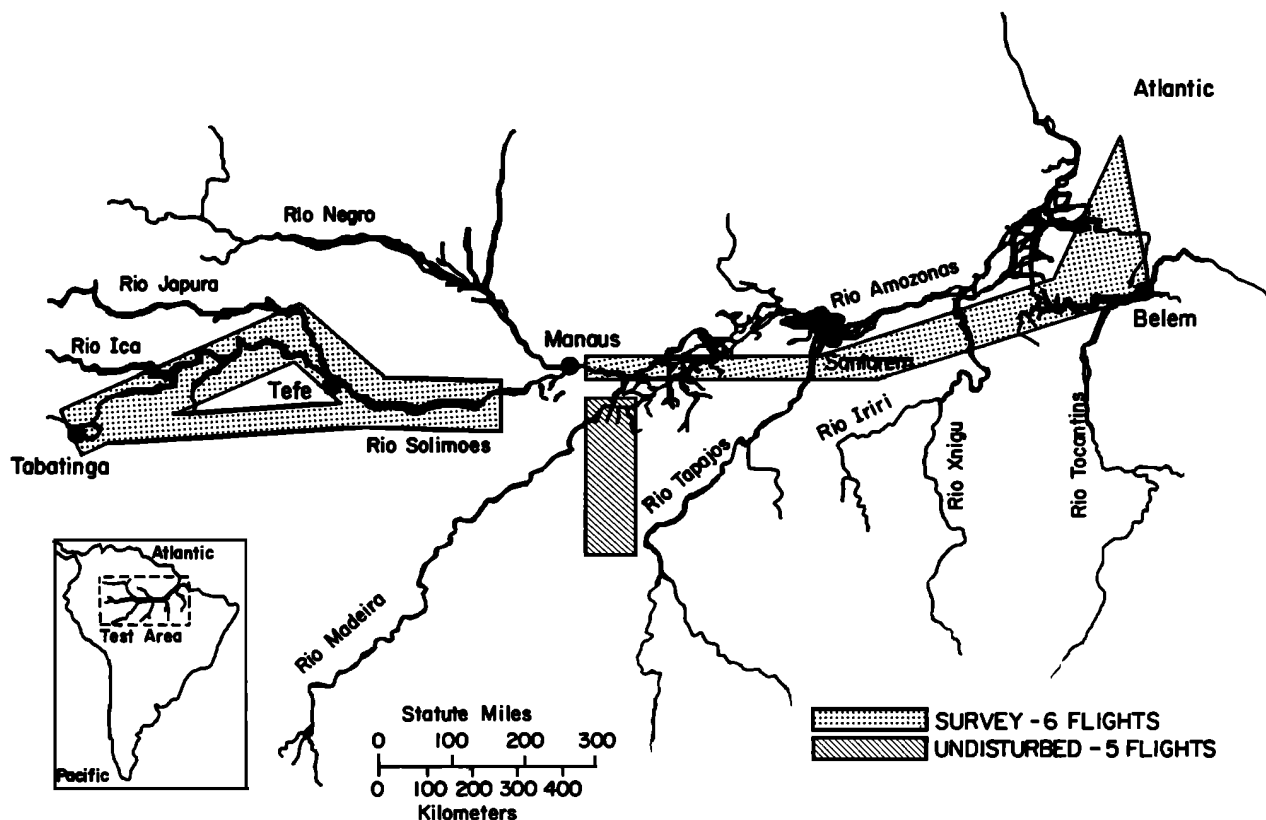 Atlantic
Rio Negro
Rio Japura
Rio Amozonas
Rio Ica
Manaus
Belem
Santarem
Tefe
Rio Solimoes
Tabatinga
Rio Iriri
Rio Xnigu
Rio Tapajos
Rio Tocantins
Rio Madeira
Atlantic
Test Area
Pacific
Statute Miles
0 100 200 300
0 100 200 300 400
Kilometers
SURVEY - 6 FLIGHTS
UNDISTURBED - 5 FLIGHTS